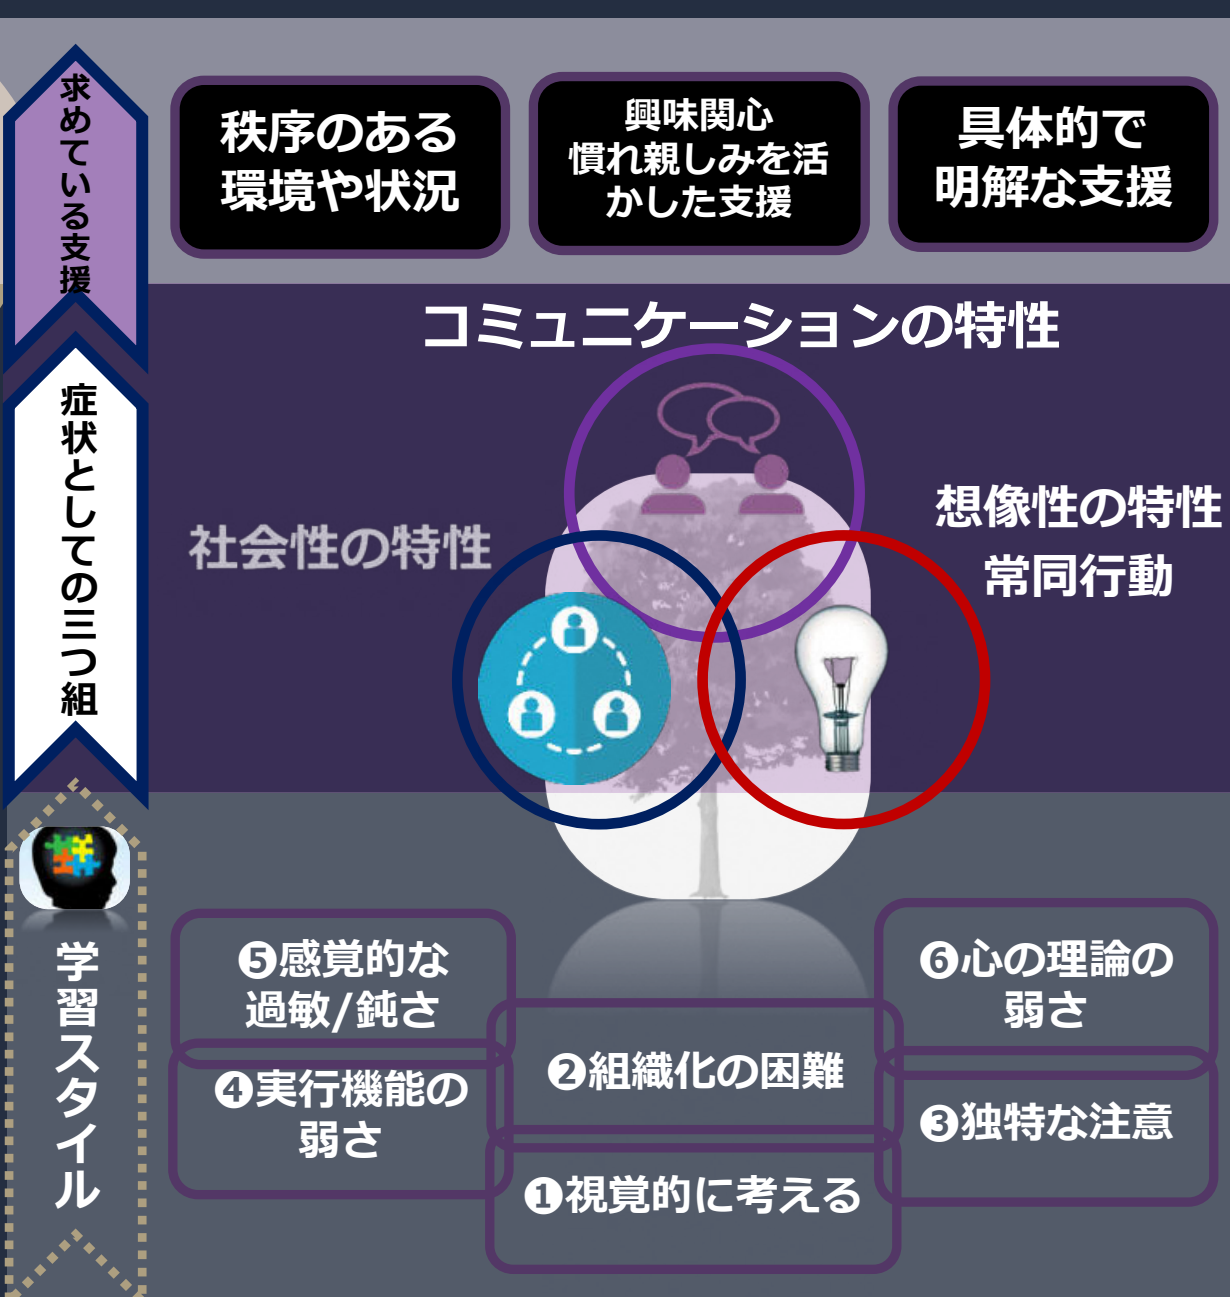 求めている支援
秩序のある
環境や状況
興味関心
慣れ親しみを活
かした支援
具体的で
明解な支援
症状としての三つ組
コミュニケーションの特性
社会性の特性
想像性の特性
常同行動
学習スタイル
❺感覚的な
過敏/鈍さ
❻心の理論の
弱さ
❹実行機能の
弱さ
❷組織化の困難
❸独特な注意
❶視覚的に考える